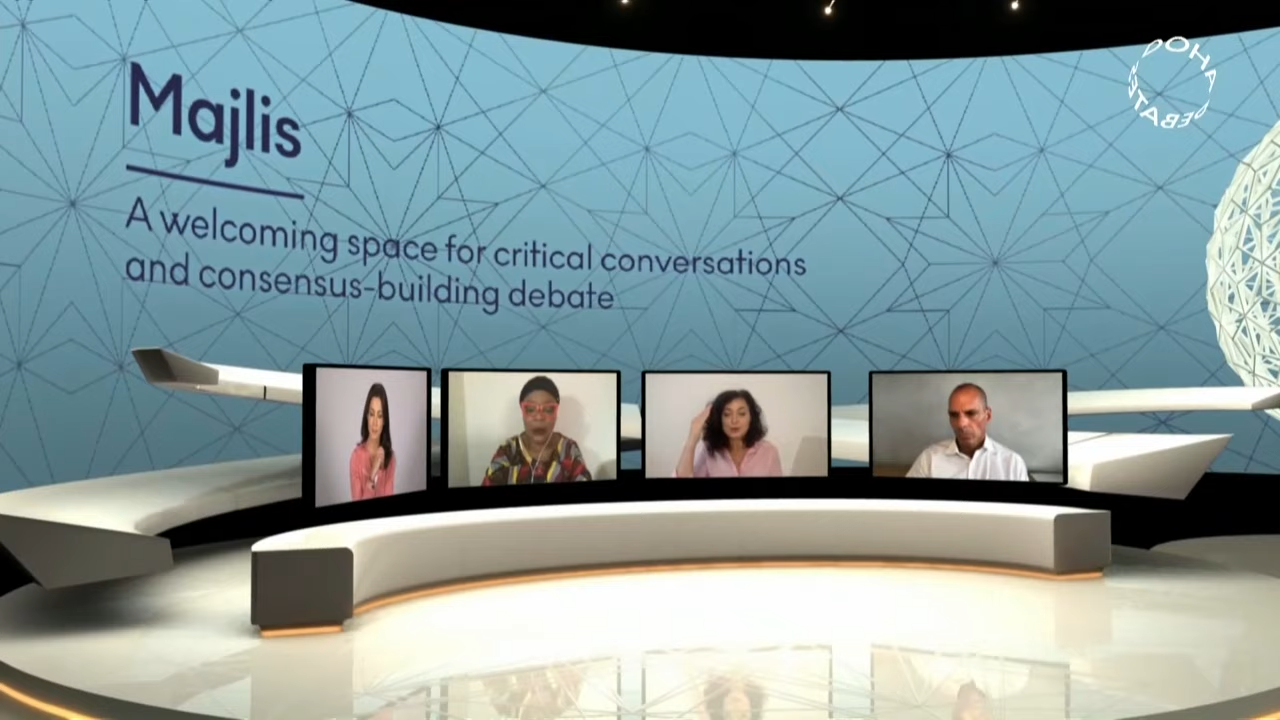 Majlis
A welcoming space for critical conversations
and consensus-building debate
DOHA DEBATES